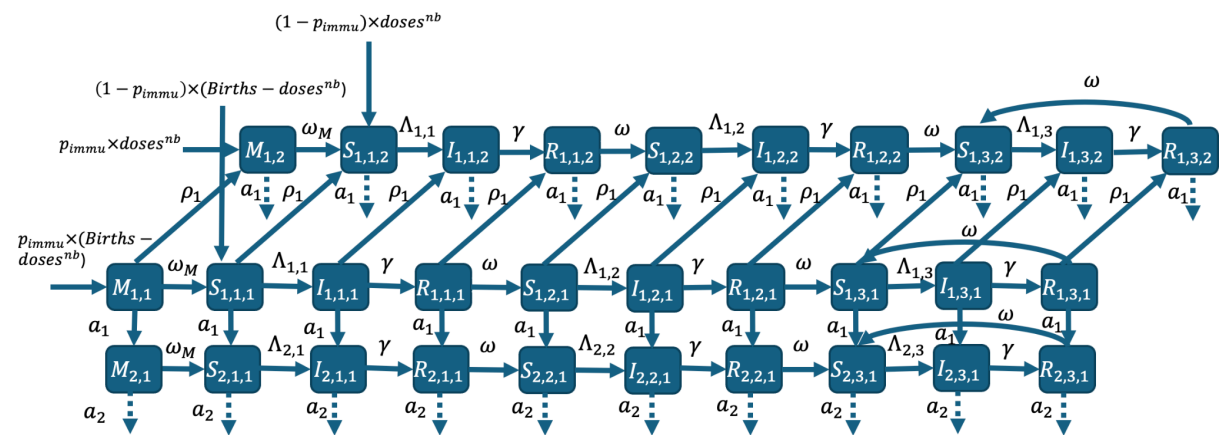 (1 − p_immu)×doses^nb
(1 − p_immu)×(Births − doses^nb)
ω
p_immu×doses^nb
ω_M Λ_1,1 γ ω Λ_1,2 γ ω Λ_1,3 γ
M_1,2 S_1,1,2 I_1,1,2 R_1,1,2 S_1,2,2 I_1,2,2 R_1,2,2 S_1,3,2 I_1,3,2 R_1,3,2
ρ_1 a_1 ρ_1 a_1 ρ_1 a_1 ρ_1 a_1 ρ_1 a_1 ρ_1 a_1 ρ_1 a_1 ρ_1 a_1 ρ_1 a_1 ρ_1 a_1
p_immu×(Births −
doses^nb)
ω
ω_M Λ_1,1 γ ω Λ_1,2 γ ω Λ_1,3 γ
M_1,1 S_1,1,1 I_1,1,1 R_1,1,1 S_1,2,1 I_1,2,1 R_1,2,1 S_1,3,1 I_1,3,1 R_1,3,1
a_1 a_1 a_1 a_1 a_1 a_1 a_1 a_1 a_1 a_1
ω
ω_M Λ_2,1 γ ω Λ_2,2 γ ω Λ_2,3 γ
M_2,1 S_2,1,1 I_2,1,1 R_2,1,1 S_2,2,1 I_2,2,1 R_2,2,1 S_2,3,1 I_2,3,1 R_2,3,1
a_2 a_2 a_2 a_2 a_2 a_2 a_2 a_2 a_2 a_2